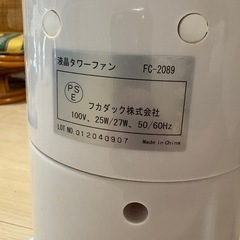 液晶タワーファン FC-2089
PS
E
フカダック株式会社
100V、25W/27W、50/60Hz
LOT NO.012040907 Made in China